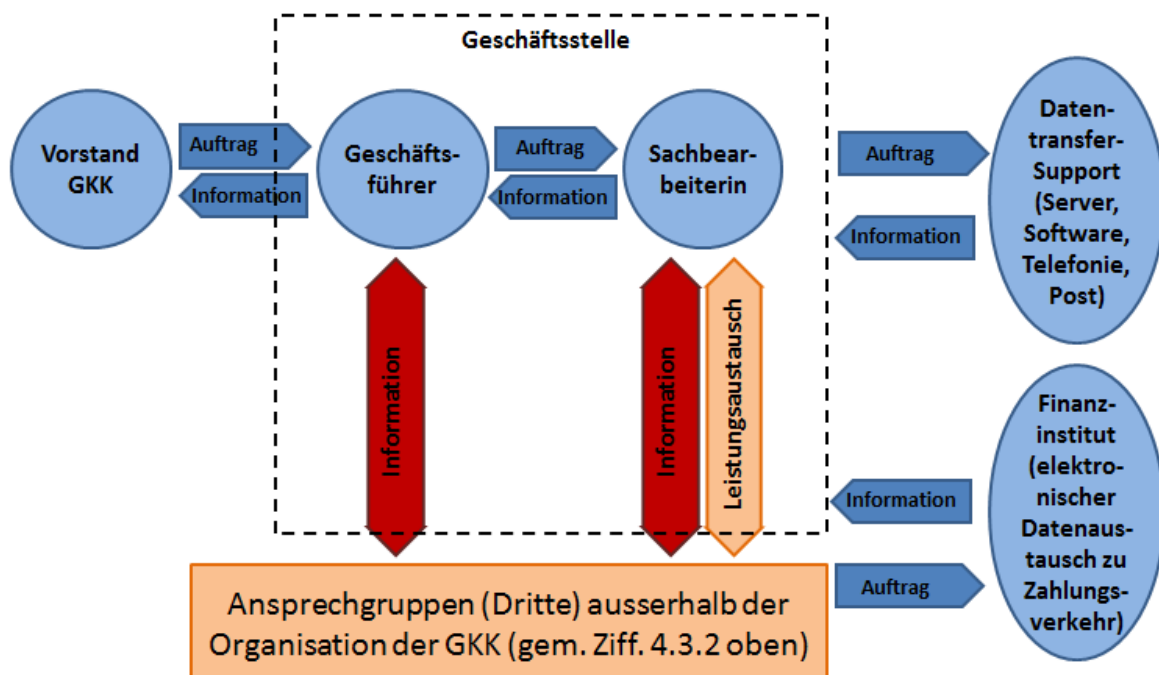 Geschäftsstelle
Vorstand
GKK
Auftrag
Information
Geschäfts-
führer
Auftrag
Information
Sachbear-
beiterin
Auftrag
Information
Daten-
transfer-
Support
(Server,
Software,
Telefonie,
Post)
Information
Information
Leistungsaustausch
Information
Auftrag
Finanz-
institut
(elektro-
nischer
Datenaus-
tausch zu
Zahlungs-
verkehr)
Ansprechgruppen (Dritte) ausserhalb der
Organisation der GKK (gem. Ziff. 4.3.2 oben)